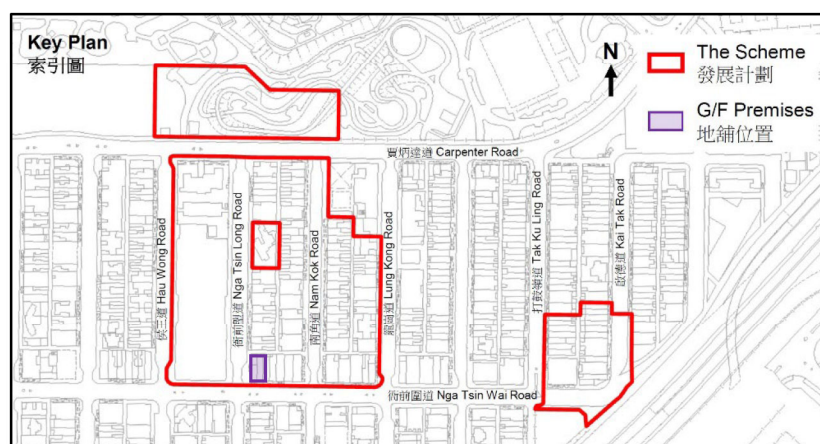 Key Plan
索引圖
N
The Scheme
發展計劃
G/F Premises
地舖位置
賈炳達道 Carpenter Road
侯王道 Hau Wong Road
衙前塱道 Nga Tsin Long Road
南角道 Nam Kok Road
龍崗道 Lung Kong Road
打鼓嶺道 Tak Ku Ling Road
啟德道 Kai Tak Road
衙前圍道 Nga Tsin Wai Road